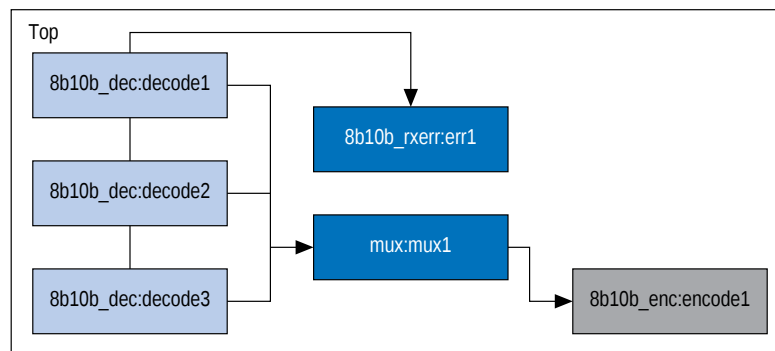 Top
8b10b_dec:decode1
8b10b_rxerr:err1
8b10b_dec:decode2
mux:mux1
8b10b_dec:decode3
8b10b_enc:encode1